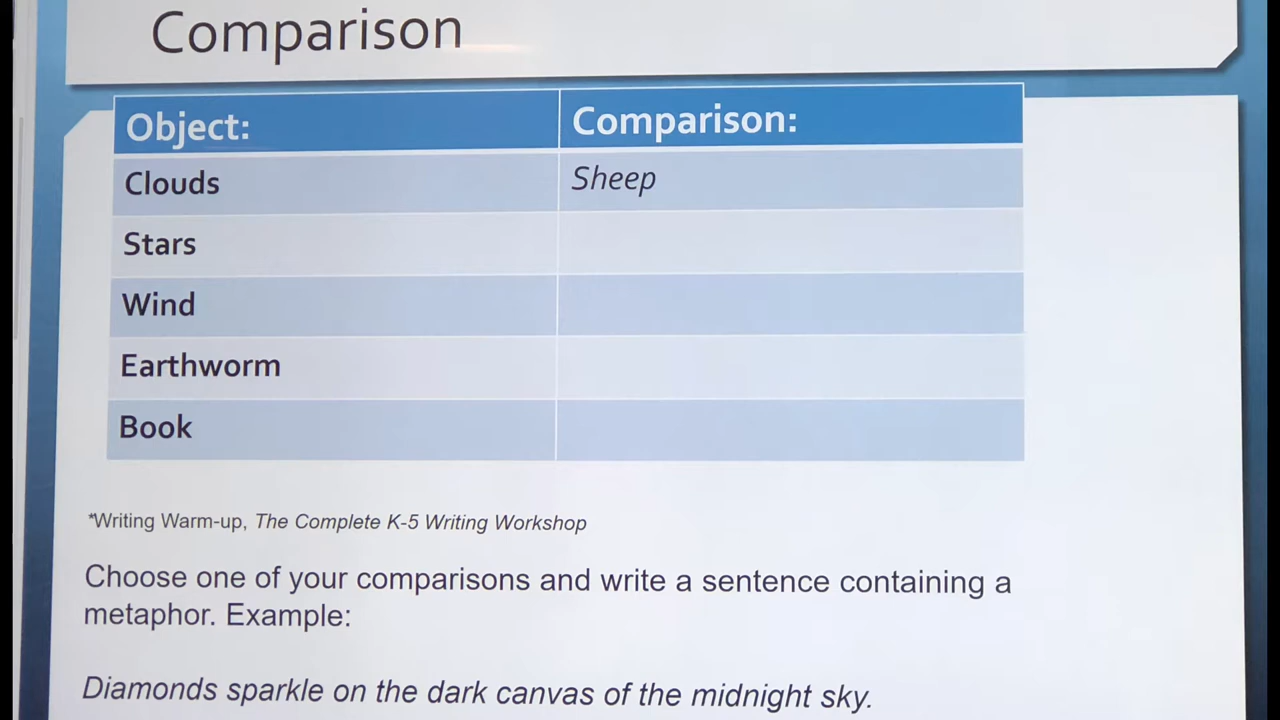 Comparison
Object: Comparison:
Clouds Sheep
Stars
Wind
Earthworm
Book
*Writing Warm-up, The Complete K-5 Writing Workshop
Choose one of your comparisons and write a sentence containing a
metaphor. Example:
Diamonds sparkle on the dark canvas of the midnight sky.